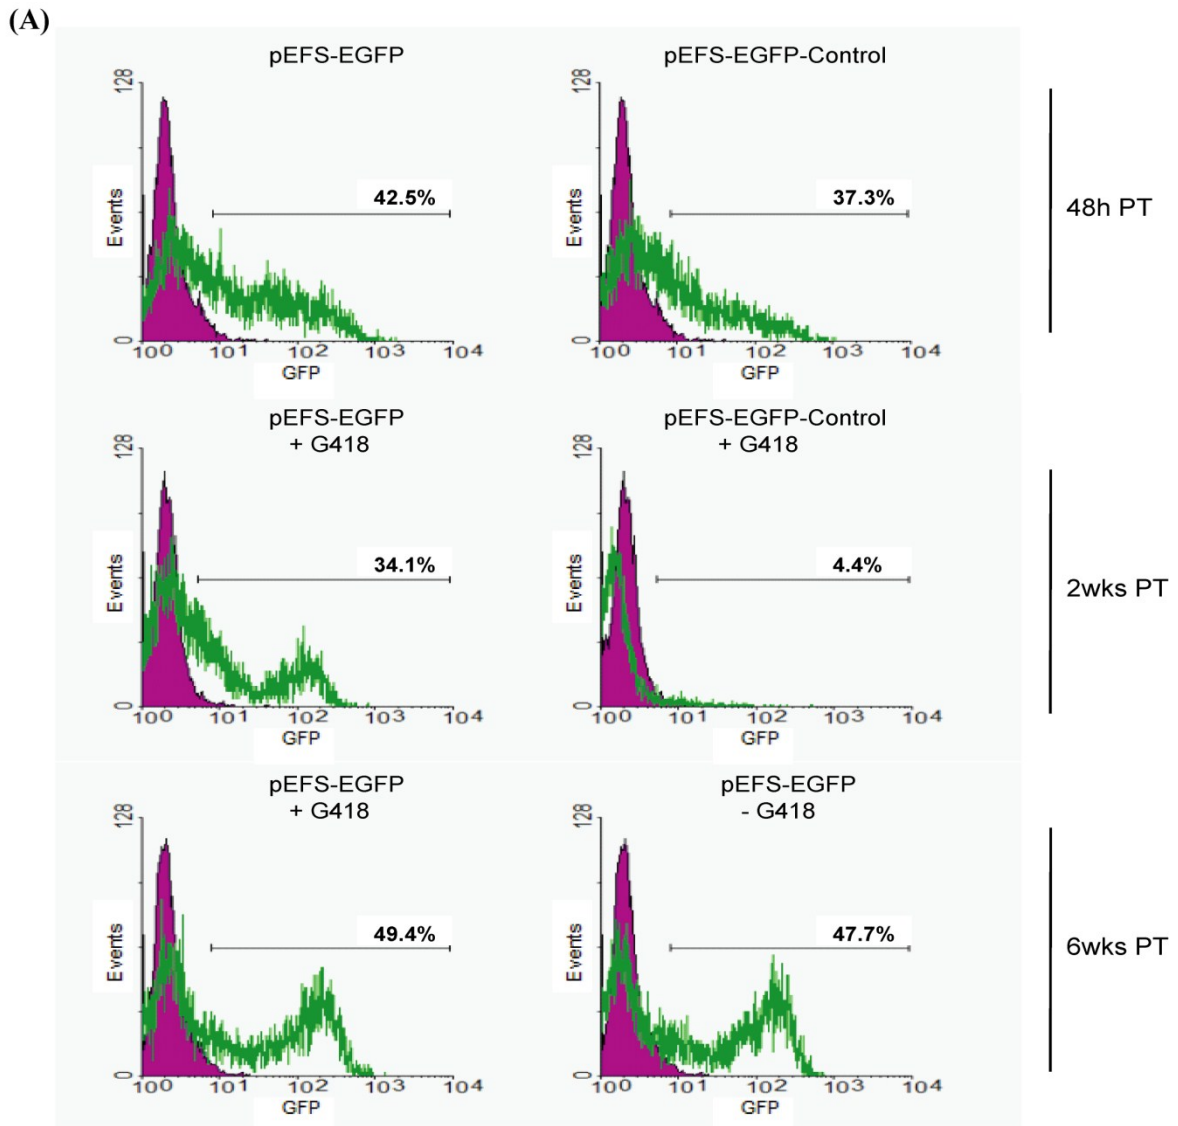 (A)
pEFS-EGFP
pEFS-EGFP-Control
128
Events
42.5%
0
100 101 102 103 104
GFP
128
Events
37.3%
0
100 101 102 103 104
GFP
48h PT
pEFS-EGFP
+ G418
pEFS-EGFP-Control
+ G418
128
Events
34.1%
0
100 101 102 103 104
GFP
128
Events
4.4%
0
100 101 102 103 104
GFP
2wks PT
pEFS-EGFP
+ G418
pEFS-EGFP
- G418
128
Events
49.4%
0
100 101 102 103 104
GFP
128
Events
47.7%
0
100 101 102 103 104
GFP
6wks PT